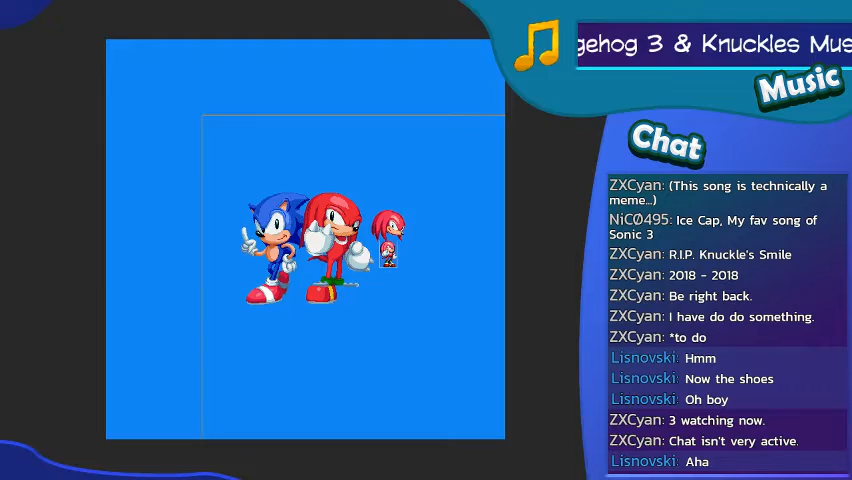 gehog 3 & Knuckles Mus
Music
Chat
ZXCyan: (This song is technically a
meme...)
NiCØ495: Ice Cap, My fav song of
Sonic 3
ZXCyan: R.I.P. Knuckle's Smile
ZXCyan: 2018 - 2018
ZXCyan: Be right back.
ZXCyan: I have do do something.
ZXCyan: *to do
Lisnovski: Hmm
Lisnovski: Now the shoes
Lisnovski: Oh boy
ZXCyan: 3 watching now.
ZXCyan: Chat isn't very active.
Lisnovski: Aha